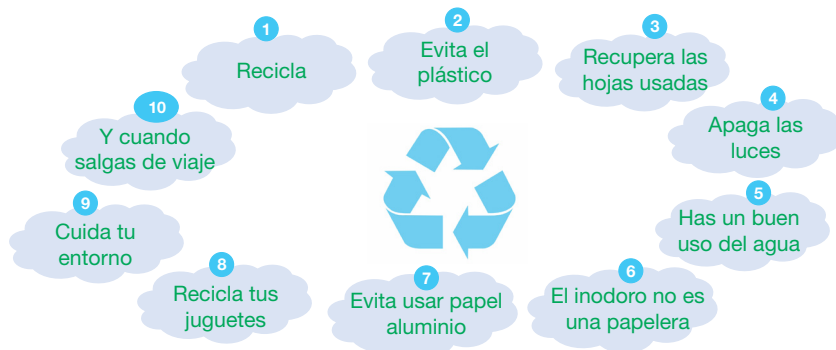 1
Recicla
2
Evita el
plástico
3
Recupera las
hojas usadas
4
Apaga las
luces
5
Has un buen
uso del agua
6
El inodoro no es
una papelera
7
Evita usar papel
aluminio
8
Recicla tus
juguetes
9
Cuida tu
entorno
10
Y cuando
salgas de viaje